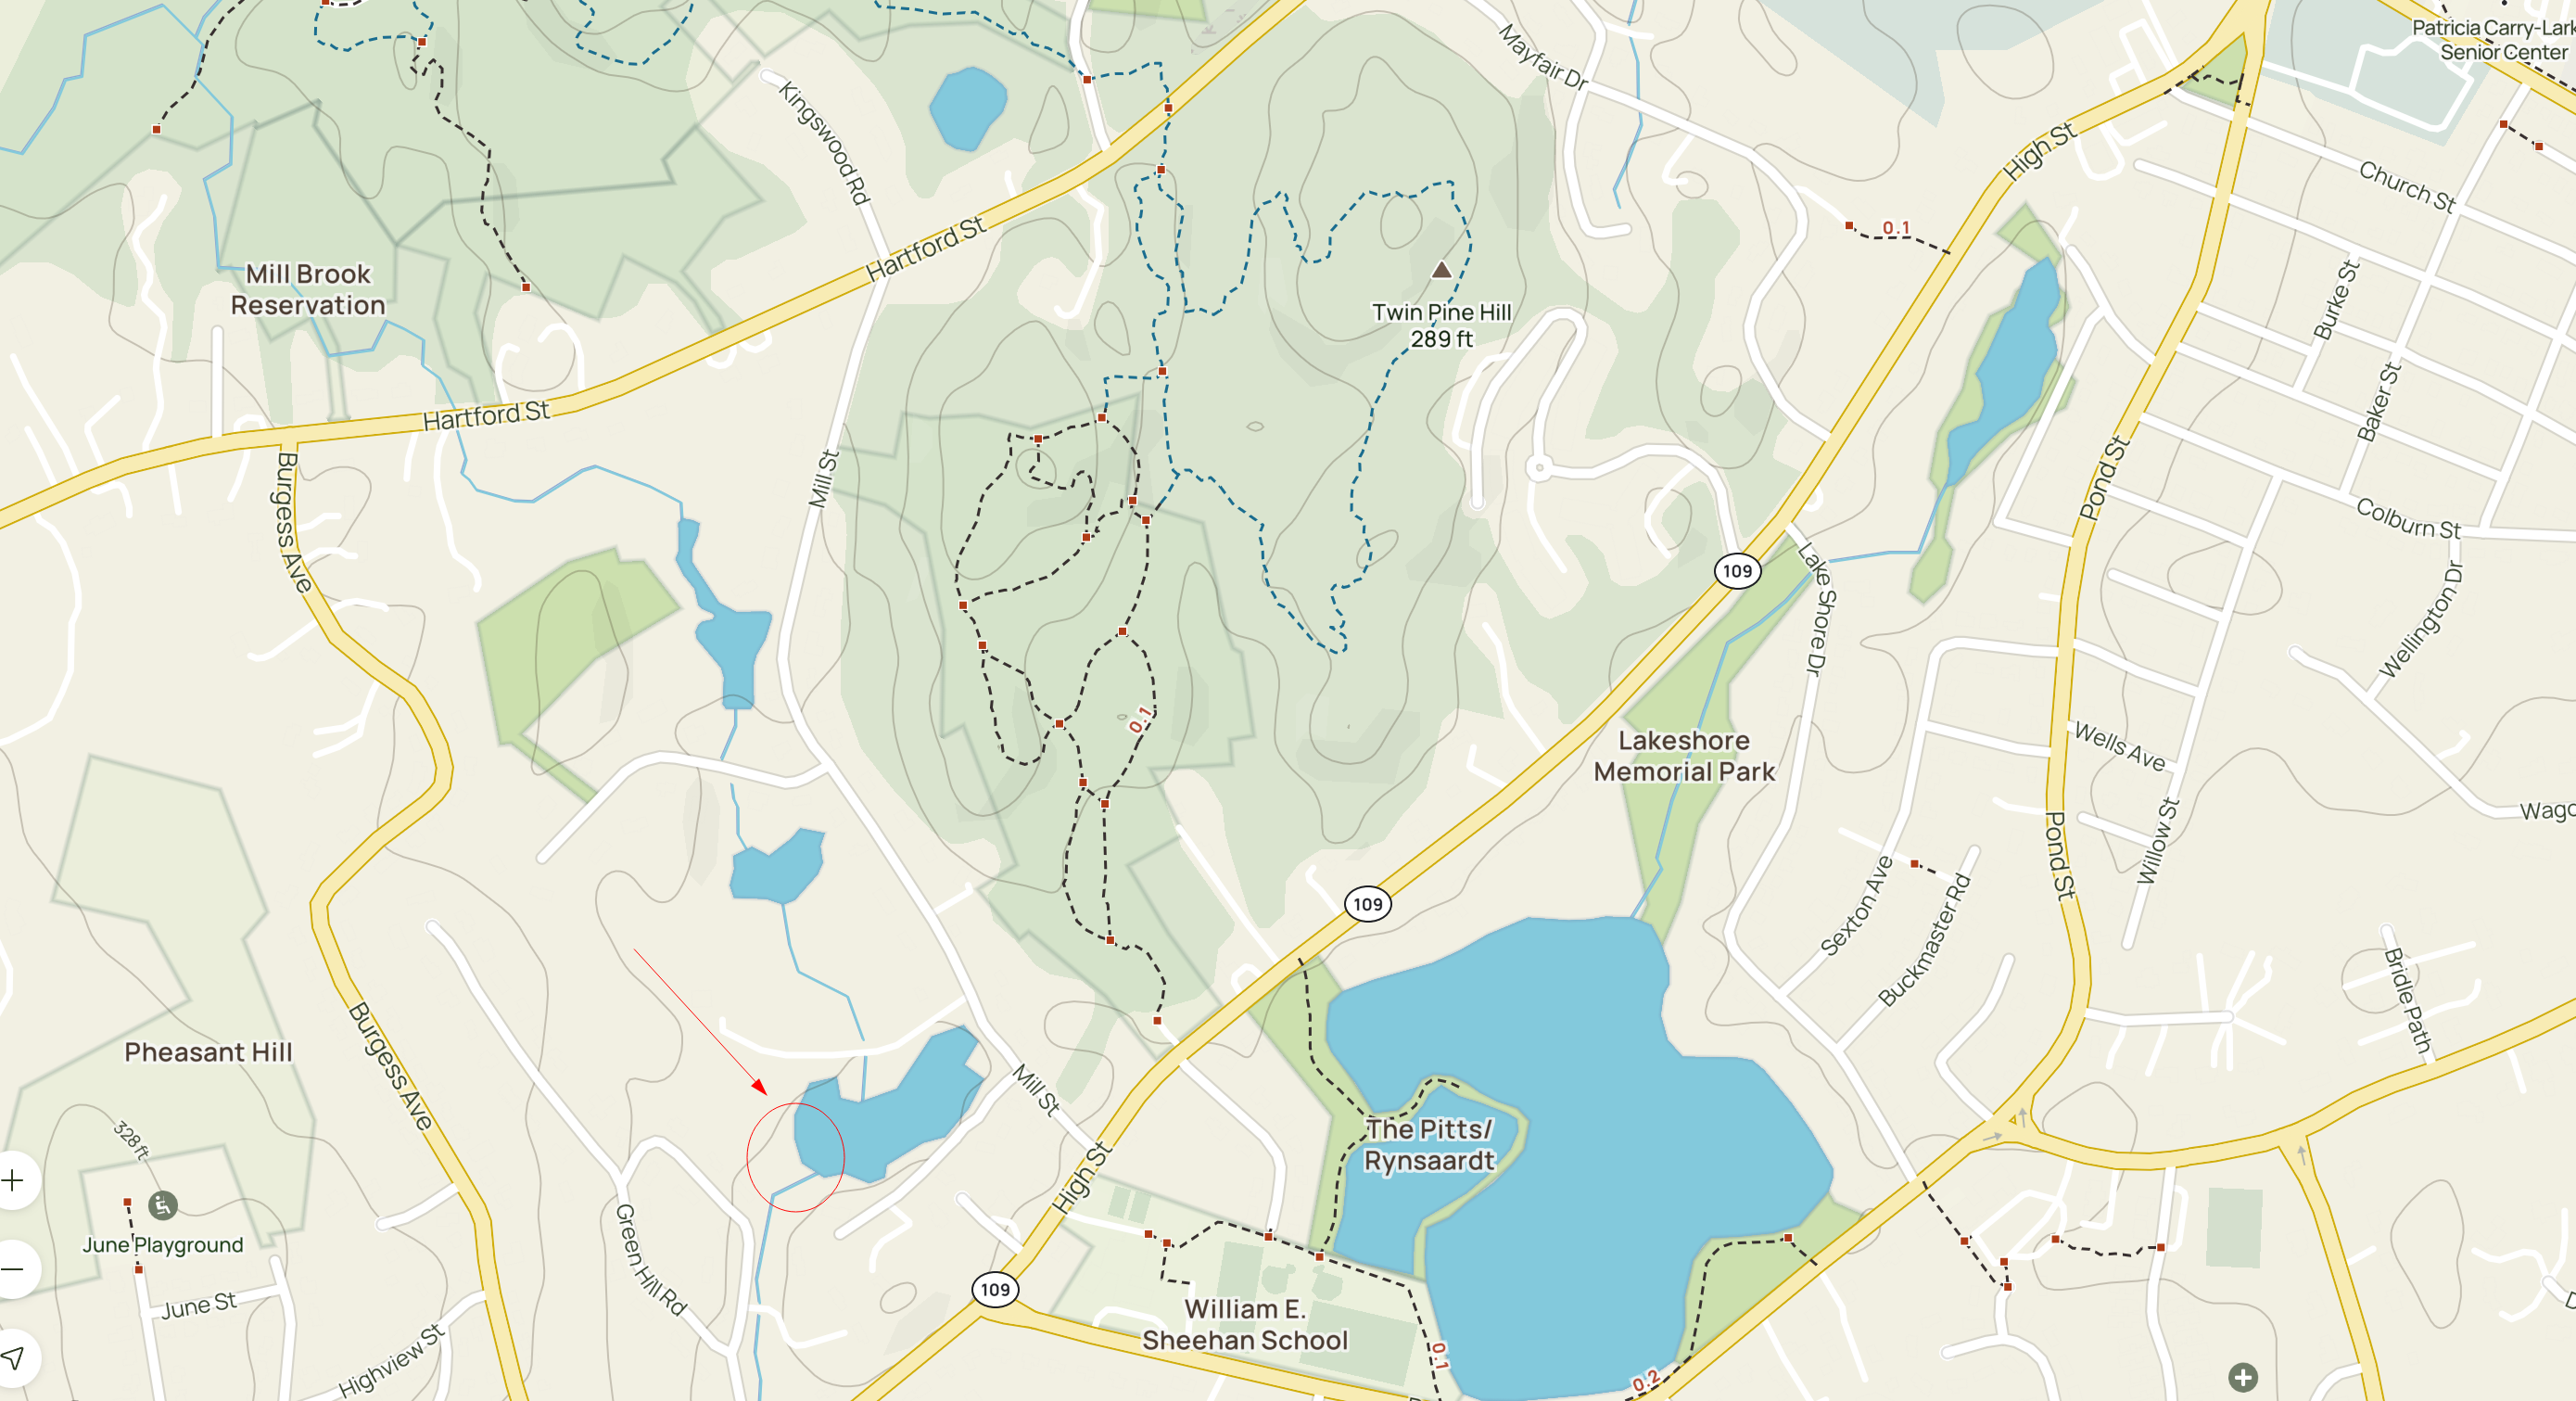 Patricia Carry-Lark
Senior Center
Mayfair Dr
Kingswood Rd
High St
Church St
0.1
Hartford St
Mill Brook
Reservation
Burke St
Twin Pine Hill
289 ft
Baker St
Hartford St
Mill St
Burgess Ave
Pond St
Colburn St
109
Lake Shore Dr
Wellington Dr
0.1
Lakeshore
Memorial Park
Wells Ave
Wago
Willow St
Pond St
109
Sexton Ave
Buckmaster Rd
Bridle Path
Burgess Ave
Pheasant Hill
Mill St
328 ft
The Pitts/
Rynsaardt
High St
June Playground
Green Hill Rd
109
June St
William E.
Sheehan School
0.1
Highview St
0.2